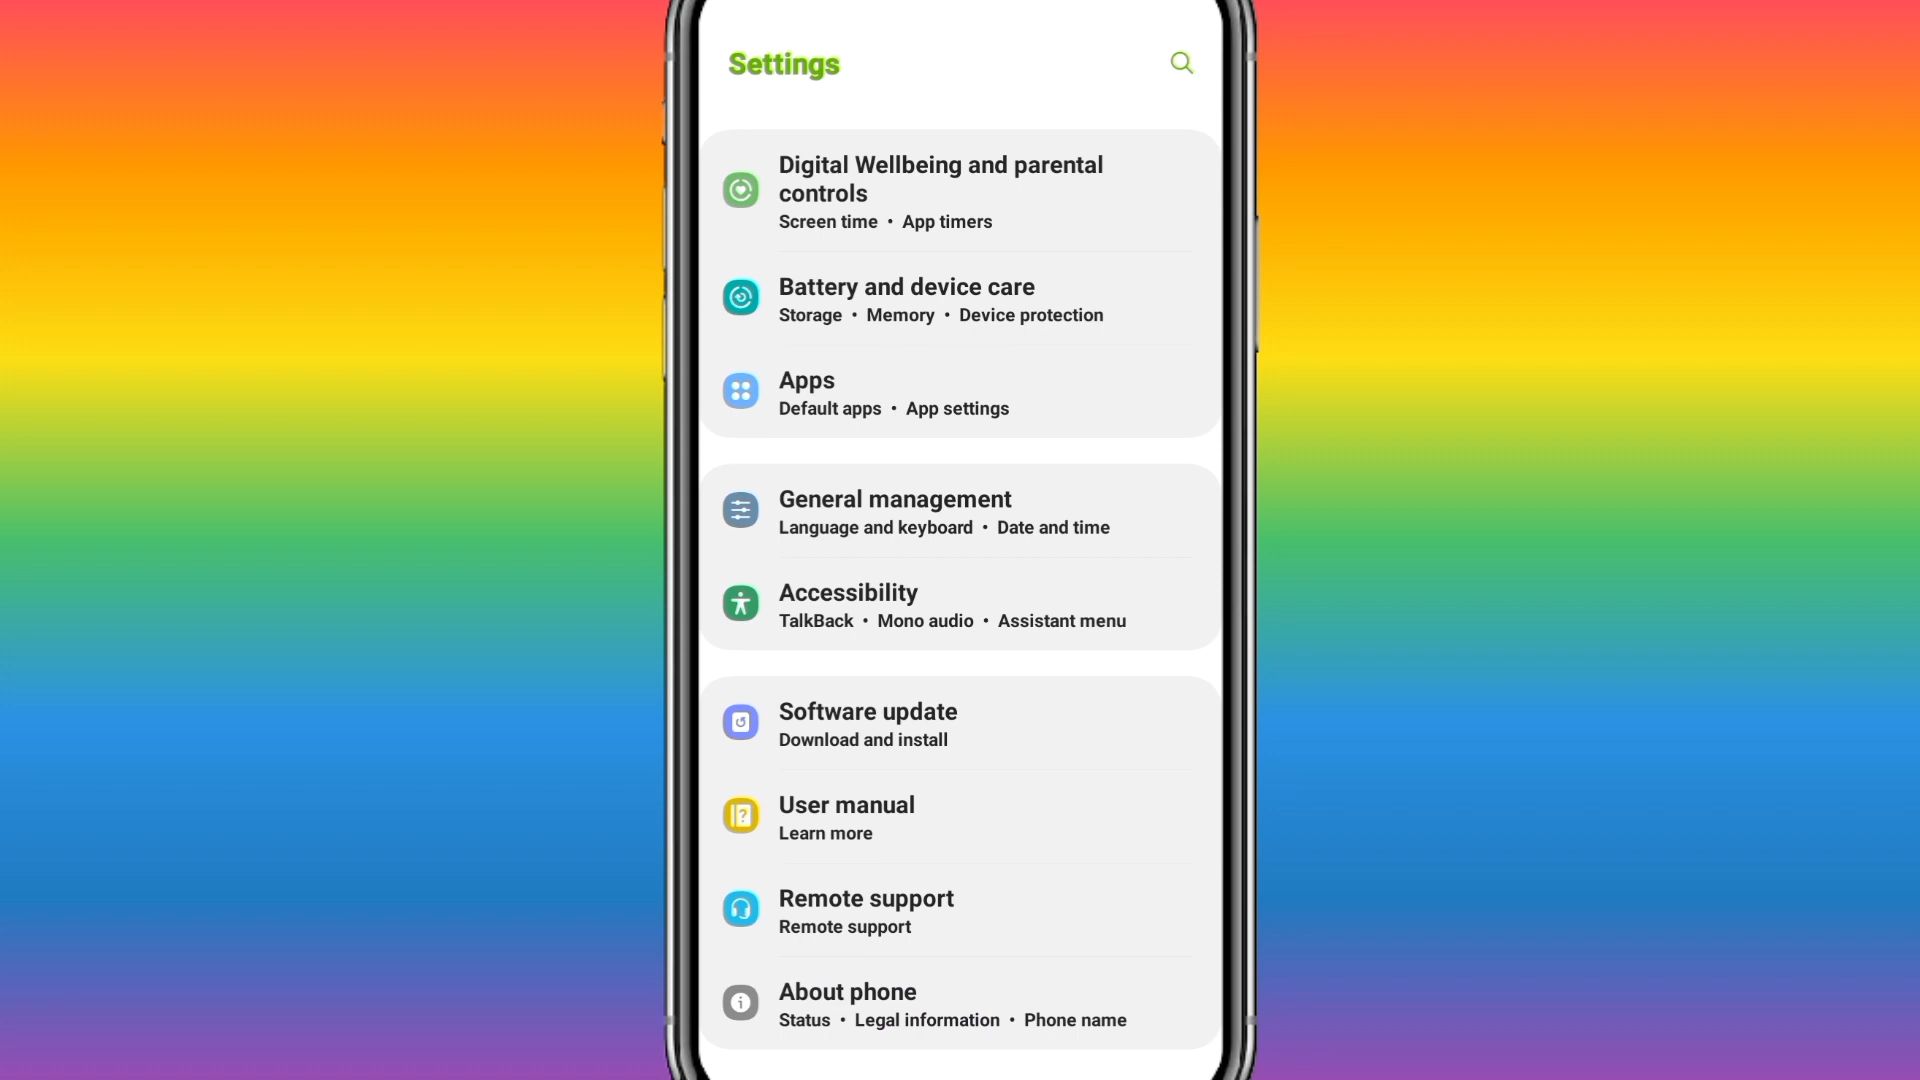 Settings
Digital Wellbeing and parental
controls
Screen time • App timers
Battery and device care
Storage • Memory • Device protection
Apps
Default apps • App settings
General management
Language and keyboard • Date and time
Accessibility
TalkBack • Mono audio • Assistant menu
Software update
Download and install
User manual
Learn more
Remote support
Remote support
About phone
Status • Legal information • Phone name